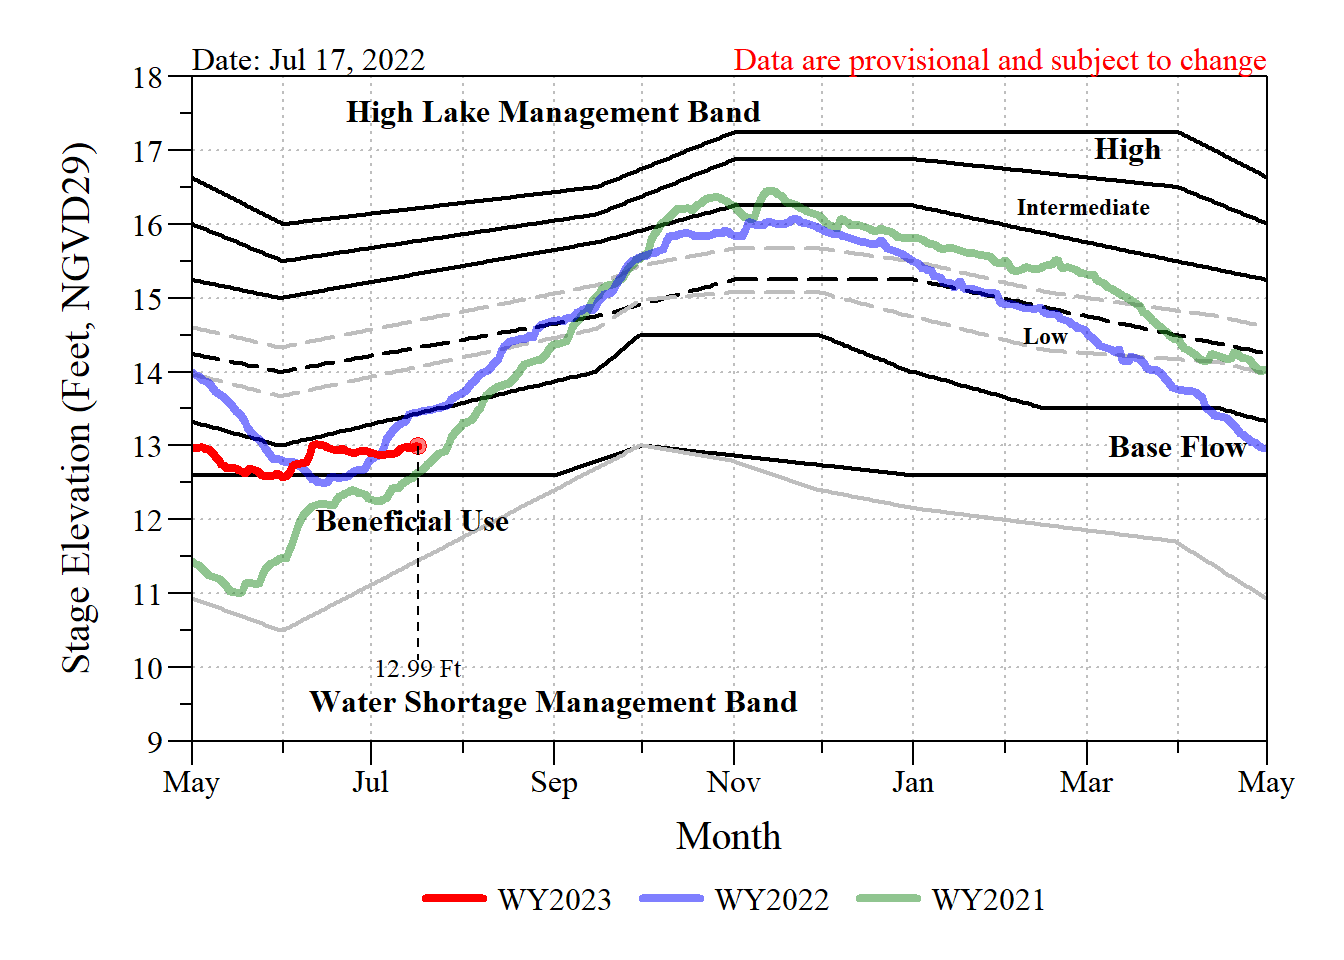 Date: Jul 17, 2022
Data are provisional and subject to change
18
High Lake Management Band
17
High
16
Intermediate
15
Low
14
13
Base Flow
12
Beneficial Use
11
10
12.99 Ft
Water Shortage Management Band
9
Stage Elevation (Feet, NGVD29)
May
Jul
Sep
Nov
Jan
Mar
May
Month
WY2023
WY2022
WY2021